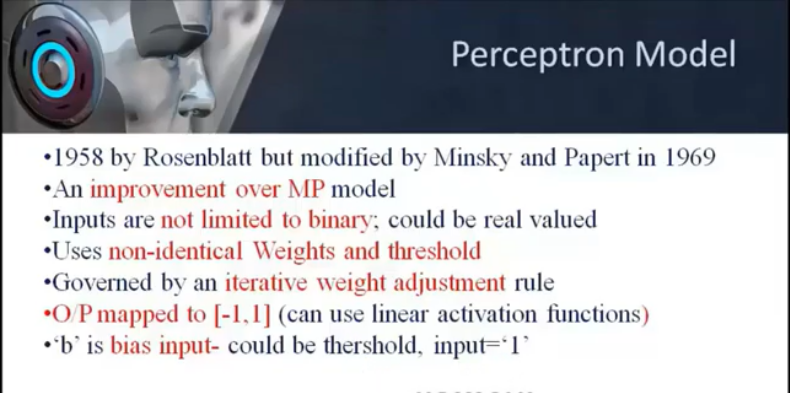 Perceptron Model
•1958 by Rosenblatt but modified by Minsky and Papert in 1969
•An improvement over MP model
•Inputs are not limited to binary; could be real valued
•Uses non-identical Weights and threshold
•Governed by an iterative weight adjustment rule
•O/P mapped to [-1,1] (can use linear activation functions)
•‘b’ is bias input- could be thershold, input=‘1’